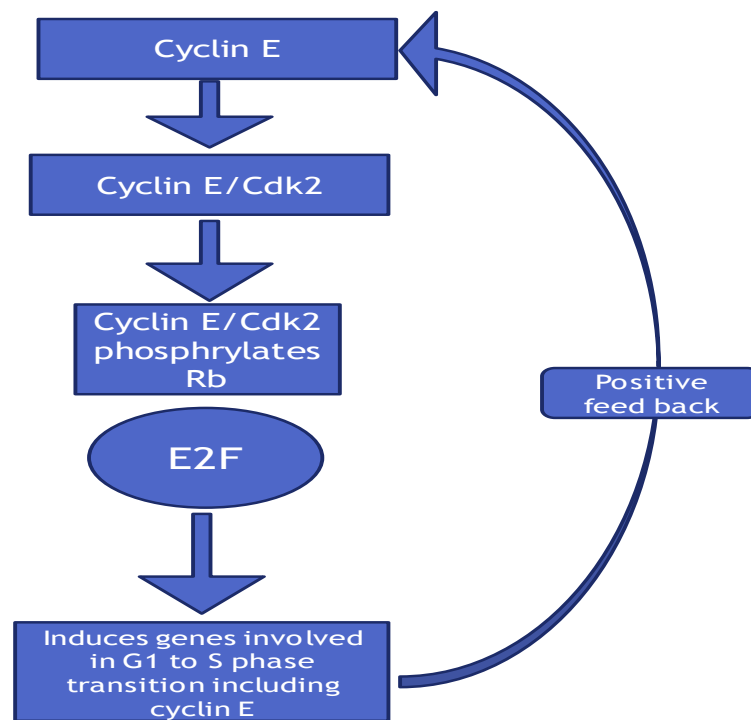 Cyclin E
Cyclin E/Cdk2
Cyclin E/Cdk2
phosphrylates
Rb
E2F
Positive
feed back
Induces genes involved
in G1 to S phase
transition including
cyclin E